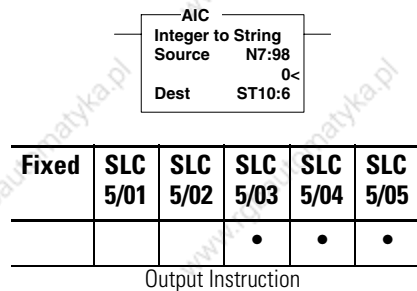 AIC
Integer to String
Source N7:98
0<
Dest ST10:6
Fixed SLC 5/01 SLC 5/02 SLC 5/03 SLC 5/04 SLC 5/05
• • •
Output Instruction